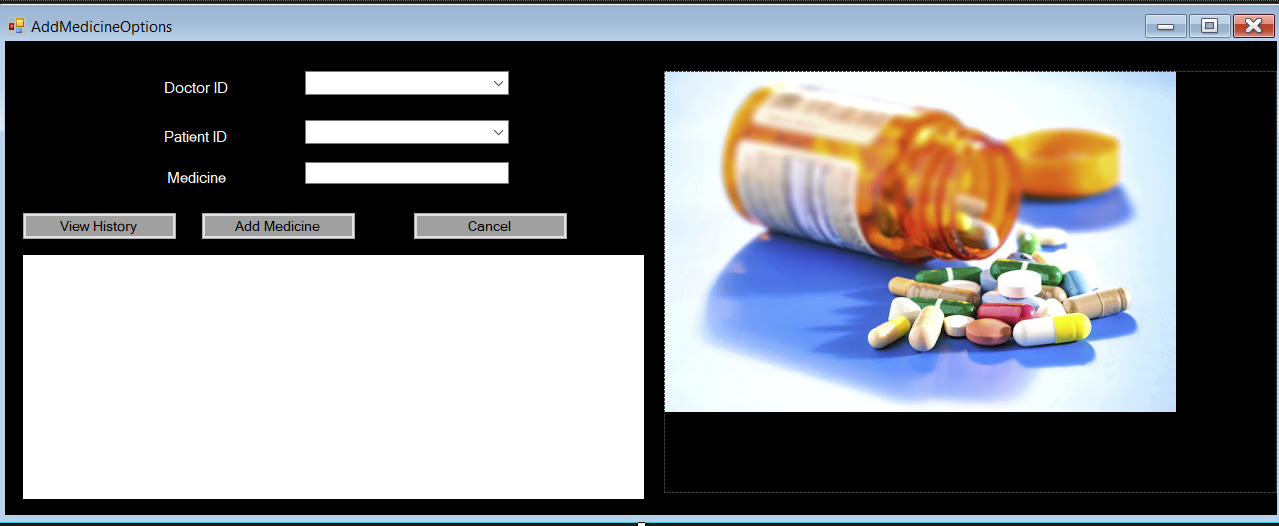 AddMedicineOptions
Doctor ID
Patient ID
Medicine
View History
Add Medicine
Cancel